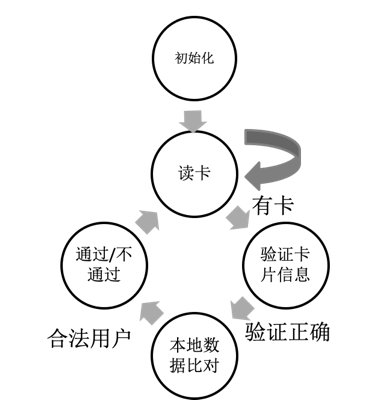 初始化
读卡
有卡
通过/不
通过
验证卡
片信息
合法用户
验证正确
本地数
据比对